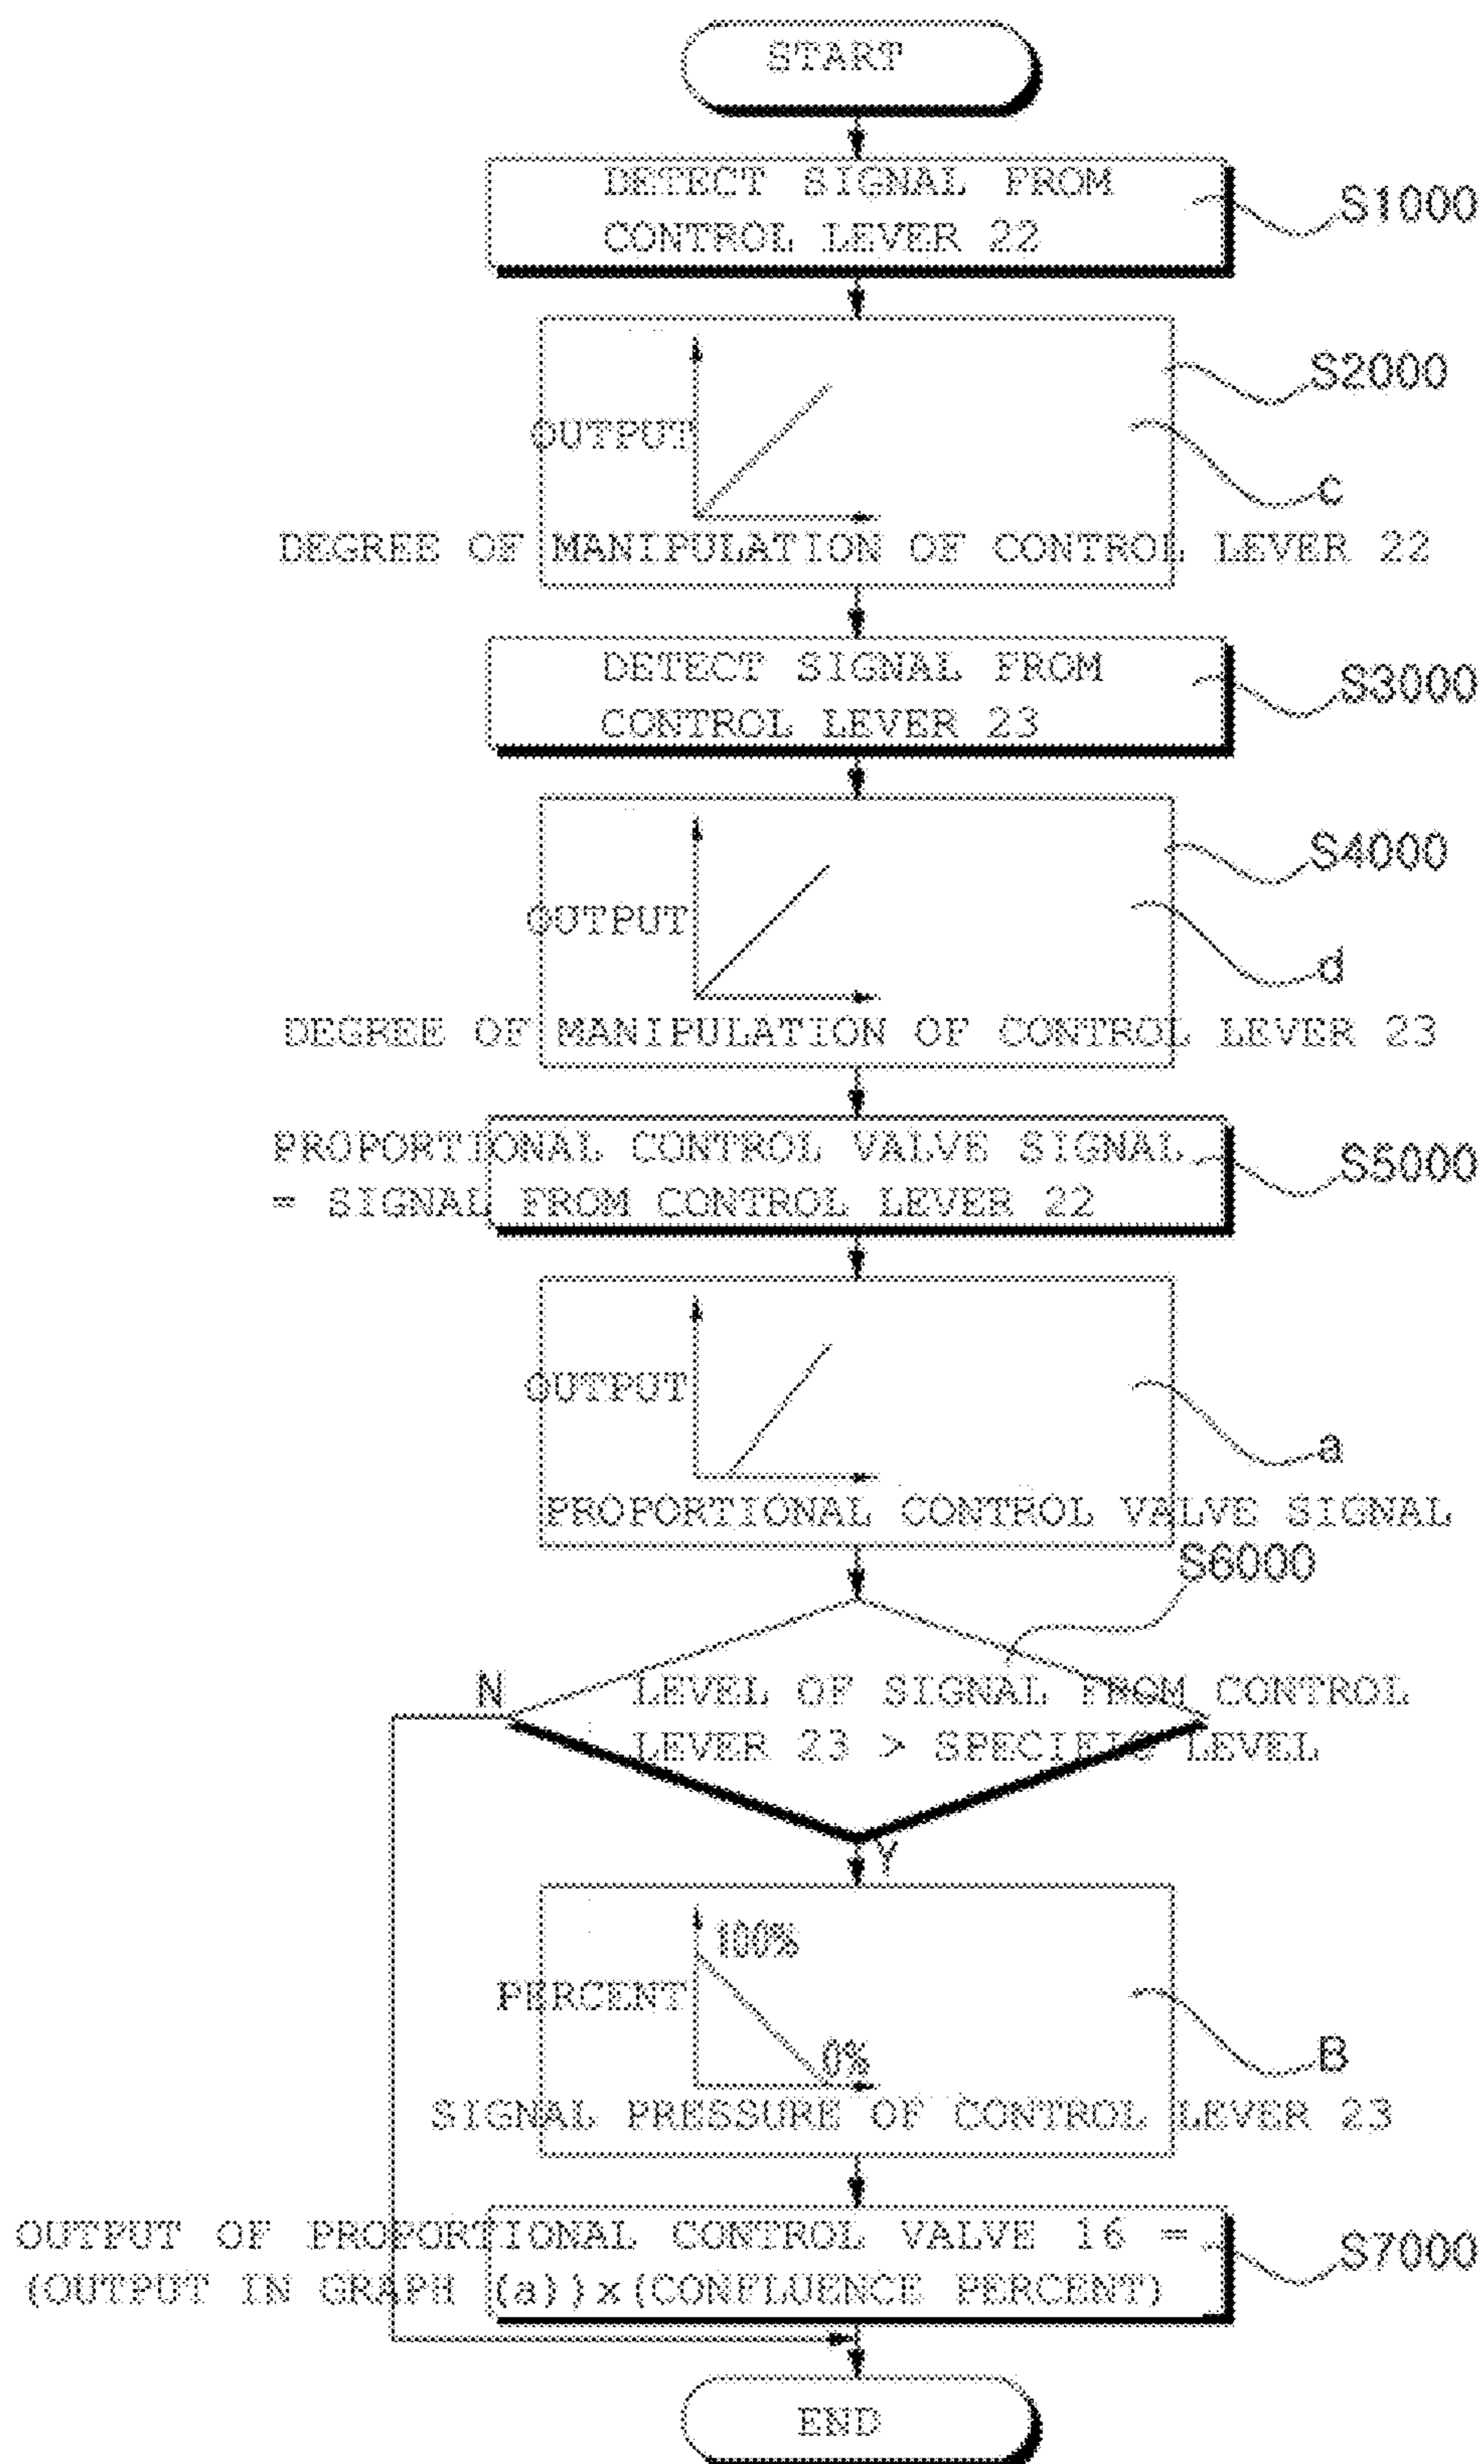 START
DETECT SIGNAL FROM
CONTROL LEVER 22
S1000
S2000
OUTPUT
c
DEGREE OF MANIPULATION OF CONTROL LEVER 22
DETECT SIGNAL FROM
CONTROL LEVER 23
S3000
S4000
OUTPUT
d
DEGREE OF MANIPULATION OF CONTROL LEVER 23
PROPORTIONAL CONTROL VALVE SIGNAL
= SIGNAL FROM CONTROL LEVER 22
S5000
OUTPUT
a
PROPORTIONAL CONTROL VALVE SIGNAL
S6000
N
LEVEL OF SIGNAL FROM CONTROL
LEVER 23 > SPECIFIC LEVEL
Y
100%
PERCENT
0%
B
SIGNAL PRESSURE OF CONTROL LEVER 23
OUTPUT OF PROPORTIONAL CONTROL VALVE 16 =
(OUTPUT IN GRAPH (a))x(CONFLUENCE PERCENT)
S7000
END